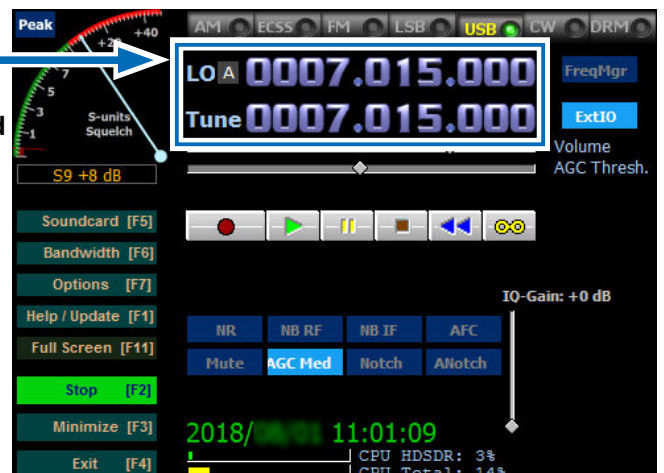 Peak
+20 +40
7
5
3
1
S-units
Squelch
S9 +8 dB
AM ECSS FM LSB USB CW DRM
LO A 0007.015.000
Tune 0007.015.000
FreqMgr
ExtIO
Volume
AGC Thresh.
Soundcard [F5]
Bandwidth [F6]
Options [F7]
Help / Update [F1]
Full Screen [F11]
Stop [F2]
Minimize [F3]
Exit [F4]
IQ-Gain: +0 dB
NR NB RF NB IF AFC
Mute AGC Med Notch ANotch
2018/ 11:01:09
CPU HDSDR: 3%
CPU Total: 14%